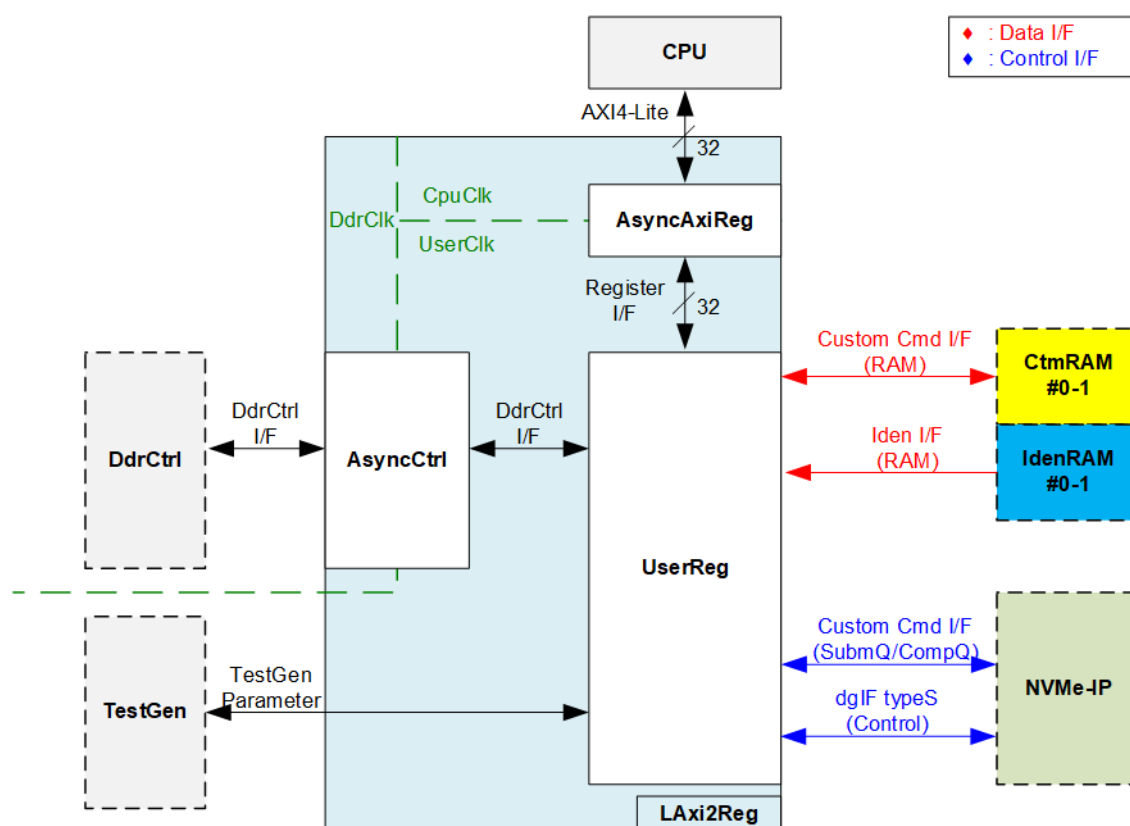 CPU
♦ : Data I/F
♦ : Control I/F
AXI4-Lite
32
CpuClk
DdrClk
UserClk
AsyncAxiReg
Register
I/F
32
Custom Cmd I/F
(RAM)
CtmRAM
#0-1
DdrCtrl
I/F
DdrCtrl
I/F
DdrCtrl
AsyncCtrl
Iden I/F
(RAM)
IdenRAM
#0-1
UserReg
Custom Cmd I/F
(SubmQ/CompQ)
NVMe-IP
TestGen
Parameter
TestGen
dgIF typeS
(Control)
LAxi2Reg